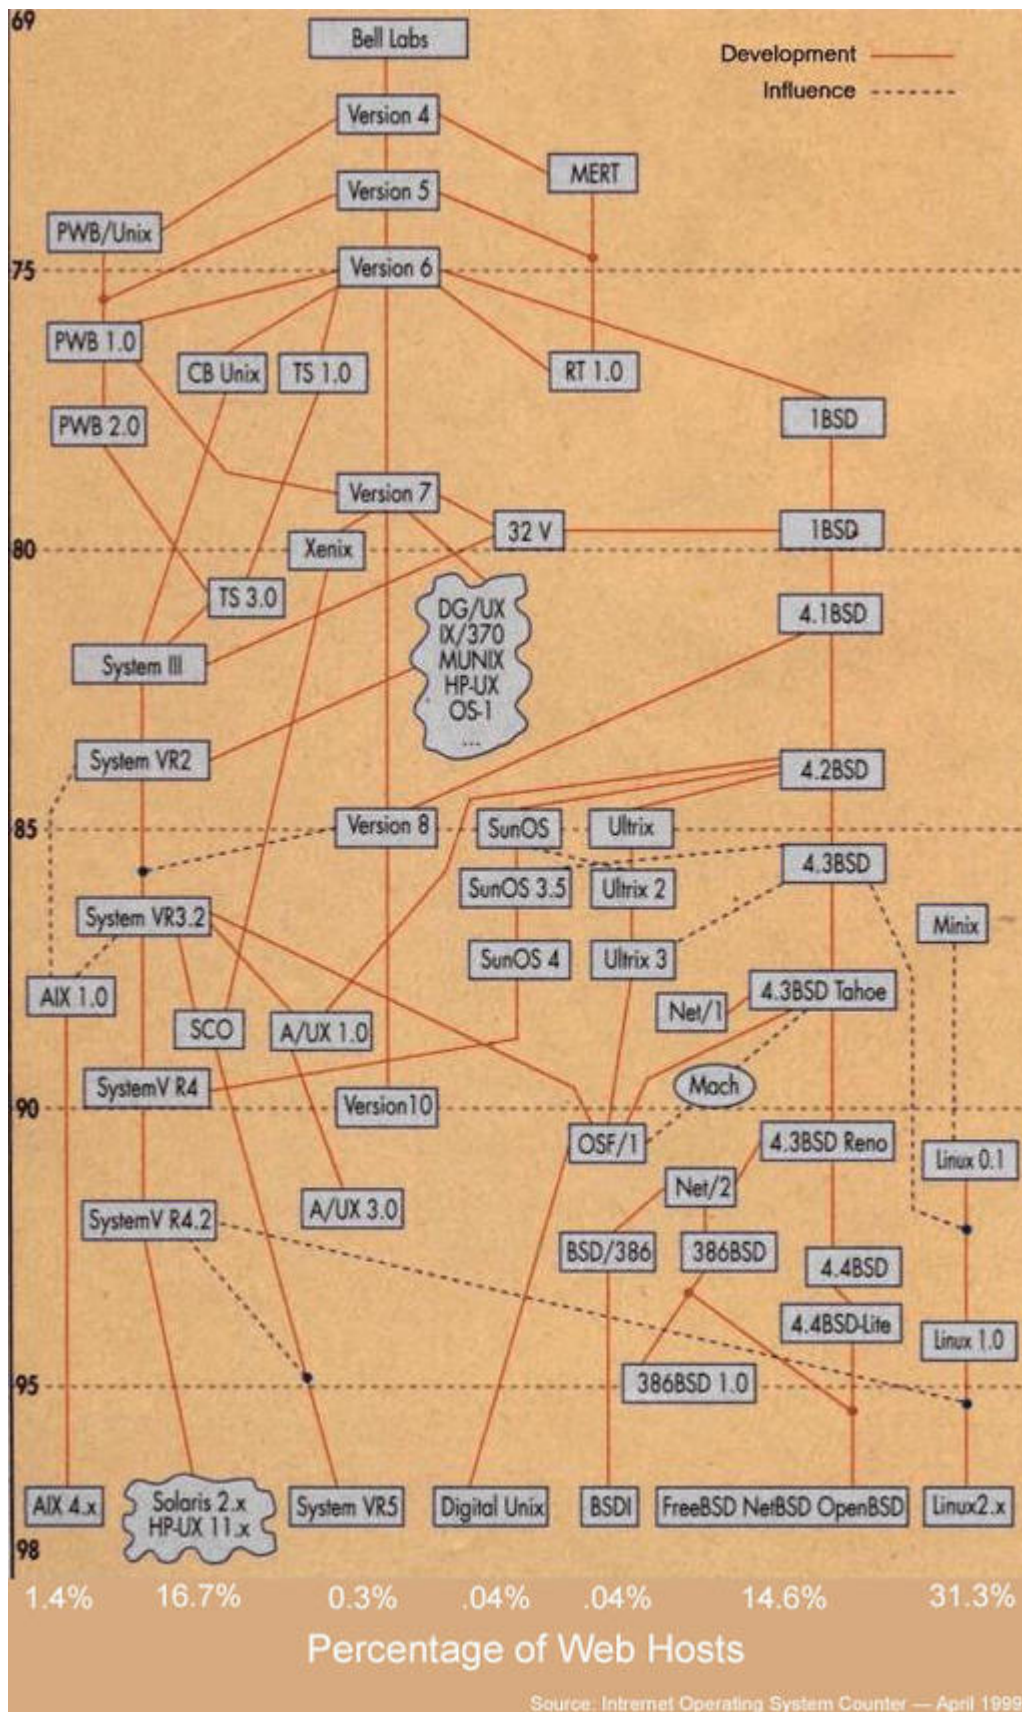 69
Bell Labs
Development
Influence
Version 4
MERT
Version 5
PWB/Unix
75
Version 6
PWB 1.0
CB Unix
TS 1.0
RT 1.0
PWB 2.0
1BSD
Version 7
32 V
1BSD
Xenix
80
TS 3.0
DG/UX
IX/370
MUNIX
HP-UX
OS-1
...
4.1BSD
System III
System VR2
4.2BSD
85
Version 8
SunOS
Ultrix
4.3BSD
SunOS 3.5
Ultrix 2
System VR3.2
Minix
SunOS 4
Ultrix 3
AIX 1.0
4.3BSD Tahoe
Net/1
SCO
A/UX 1.0
SystemV R4
Mach
Version10
90
OSF/1
4.3BSD Reno
Linux 0.1
Net/2
A/UX 3.0
SystemV R4.2
BSD/386
386BSD
4.4BSD
4.4BSD-Lite
Linux 1.0
95
386BSD 1.0
AIX 4.x
Solaris 2.x
HP-UX 11.x
System VR5
Digital Unix
BSDI
FreeBSD NetBSD OpenBSD
Linux2.x
98
1.4% 16.7% 0.3% .04% .04% 14.6% 31.3%
Percentage of Web Hosts
Source: Intremet Operating System Counter — April 1999